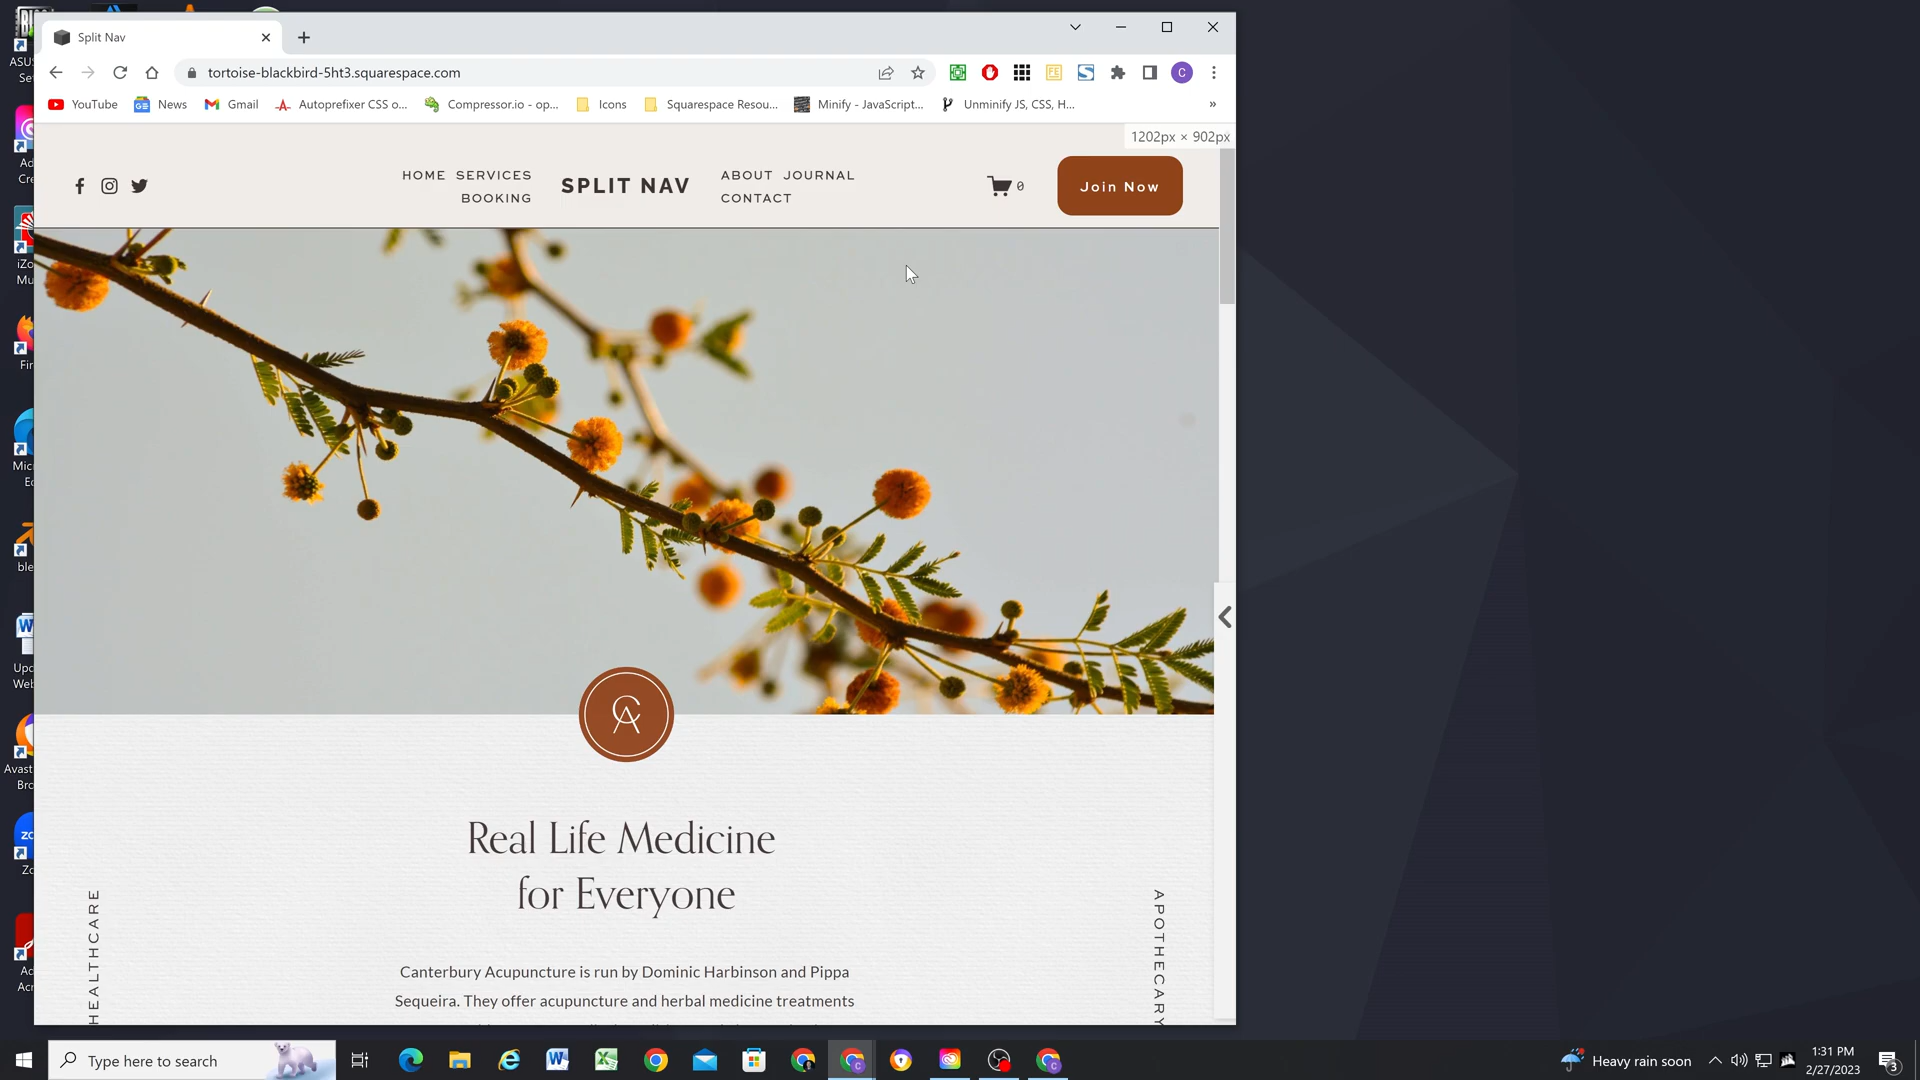 Split Nav
tortoise-blackbird-5ht3.squarespace.com
YouTube News Gmail Autoprefixer CSS o... Compressor.io - op... Icons Squarespace Resou... Minify - JavaScript... Unminify JS, CSS, H... »
1202px × 902px
HOME SERVICES
BOOKING
SPLIT NAV
ABOUT JOURNAL
CONTACT
0
Join Now
CA
Real Life Medicine
for Everyone
HEALTHCARE
APOTHECARY
Canterbury Acupuncture is run by Dominic Harbinson and Pippa
Sequeira. They offer acupuncture and herbal medicine treatments
Type here to search
Heavy rain soon
1:31 PM
2/27/2023
3